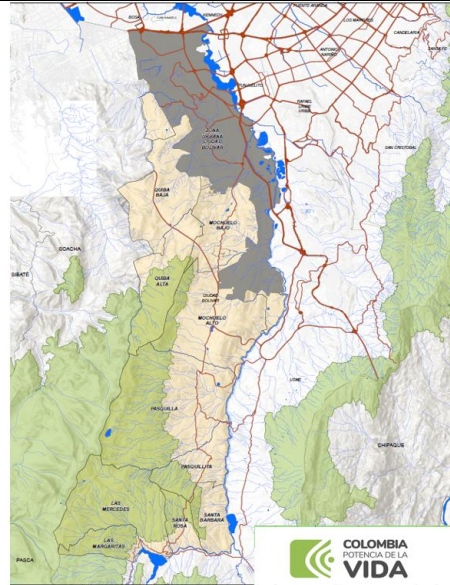 BOSA
KENNEDY
PUENTE ARANDA
LOS MARTIRES
CANDELARIA
ANTONIO
NARIÑO
RAFAEL
URIBE
URIBE
SAN CRISTOBAL
ZONA
URBANA
CIUDAD
BOLIVAR
QUIBA
BAJA
MOCHUELO
BAJO
SOACHA
SIBATE
QUIBA
ALTA
CIUDAD
BOLIVAR
MOCHUELO
ALTO
USME
PASQUILLA
CHIPAQUE
PASQUILLITA
LAS
MERCEDES
SANTA
ROSA
SANTA
BARBARA
LAS
MARGARITAS
PASCA
COLOMBIA
POTENCIA DE LA
VIDA